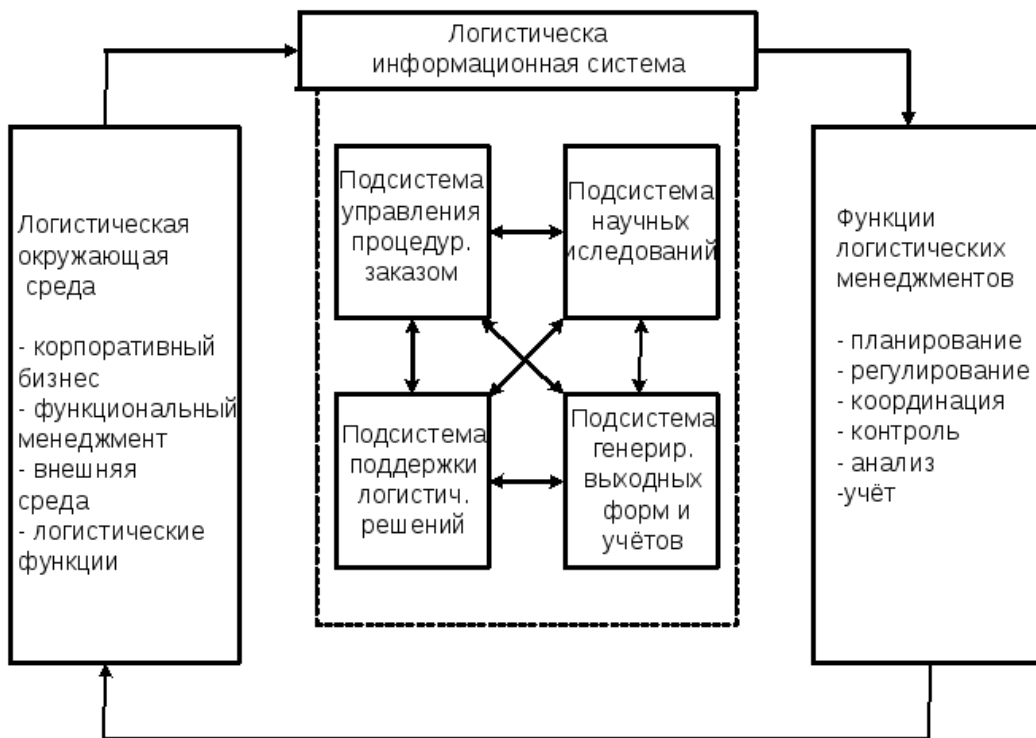 Логистическа
информационная система
Логистическая
окружающая
среда
- корпоративный
бизнес
- функциональный
менеджмент
- внешняя
среда
- логистические
функции
Подсистема
управления
процедур.
заказом
Подсистема
научных
иследований
Подсистема
поддержки
логистич.
решений
Подсистема
генерир.
выходных
форм и
учётов
Функции
логистических
менеджментов
- планирование
- регулирование
- координация
- контроль
- анализ
-учёт